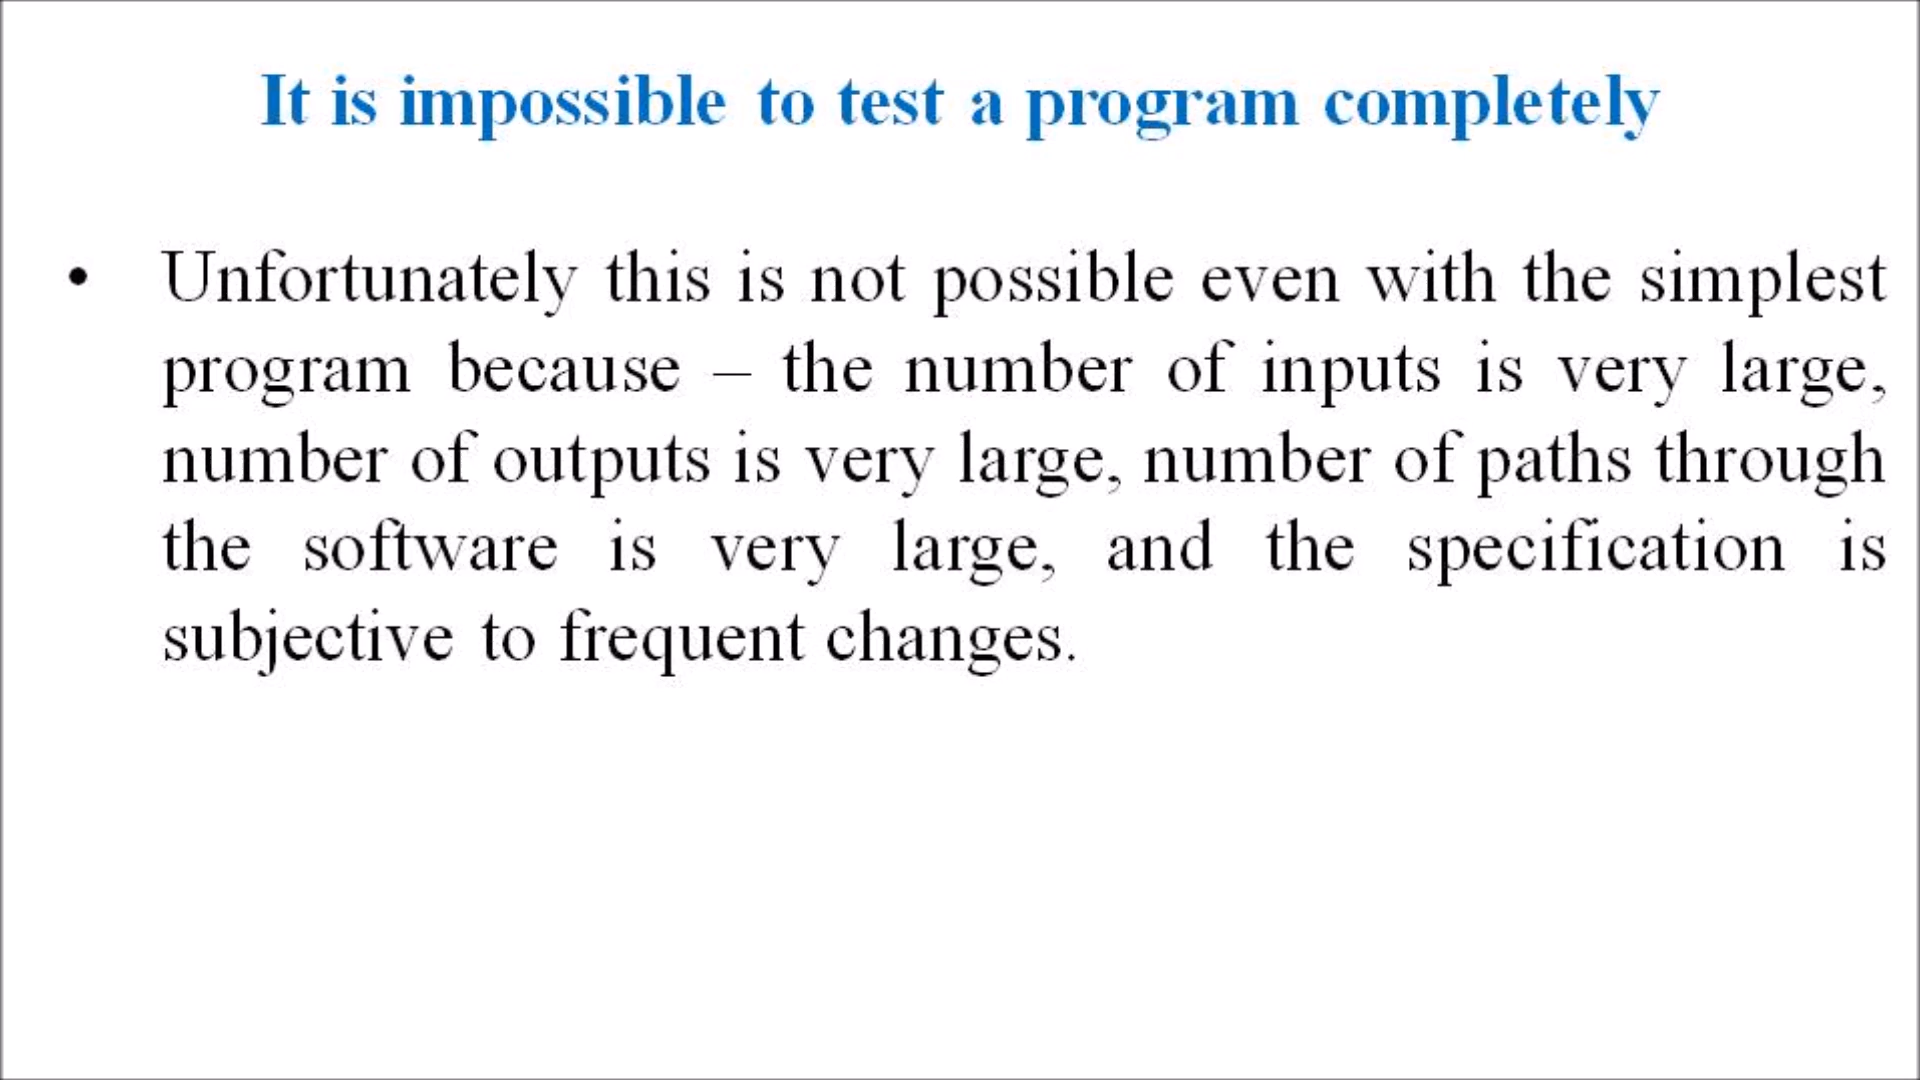 It is impossible to test a program completely
• Unfortunately this is not possible even with the simplest
program because – the number of inputs is very large,
number of outputs is very large, number of paths through
the software is very large, and the specification is
subjective to frequent changes.